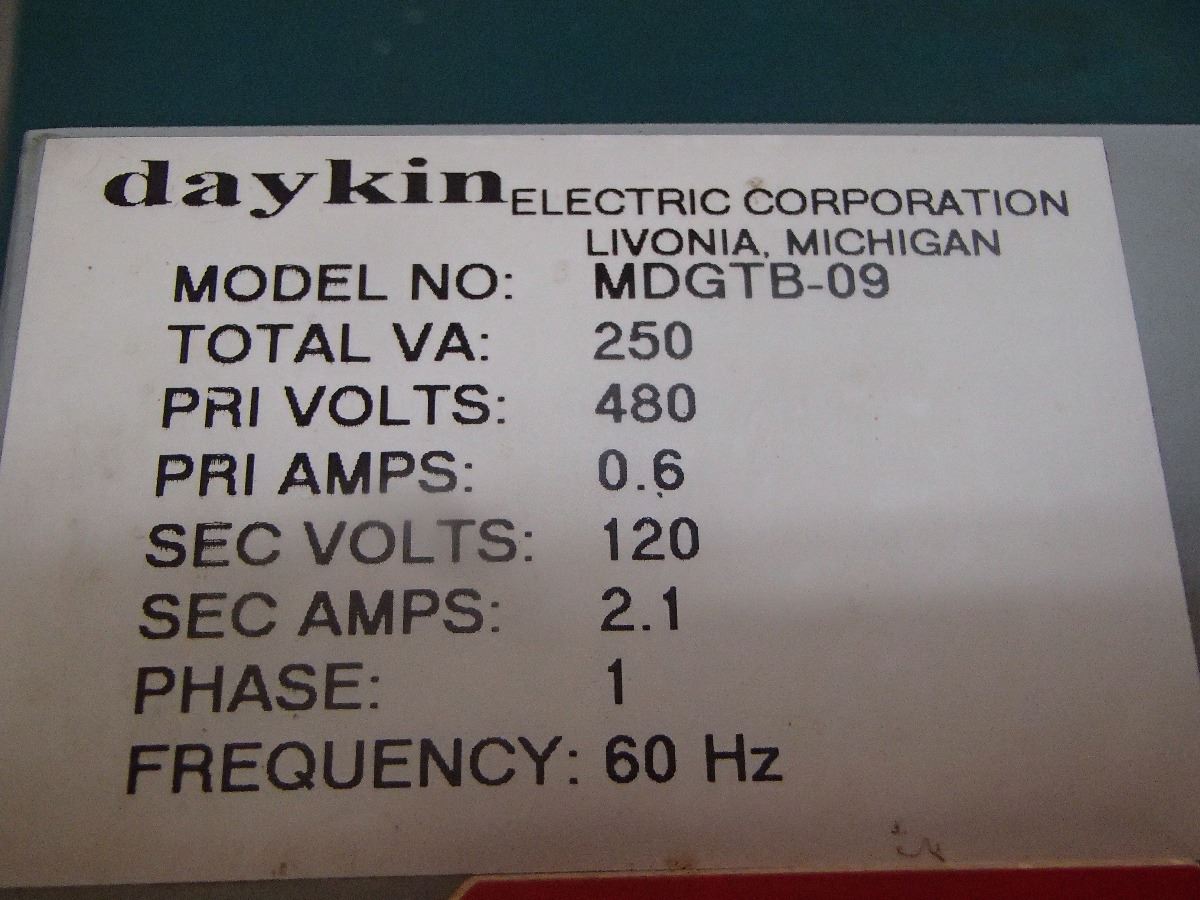 daykin ELECTRIC CORPORATION
LIVONIA, MICHIGAN
MODEL NO: MDGTB-09
TOTAL VA: 250
PRI VOLTS: 480
PRI AMPS: 0.6
SEC VOLTS: 120
SEC AMPS: 2.1
PHASE: 1
FREQUENCY: 60 Hz